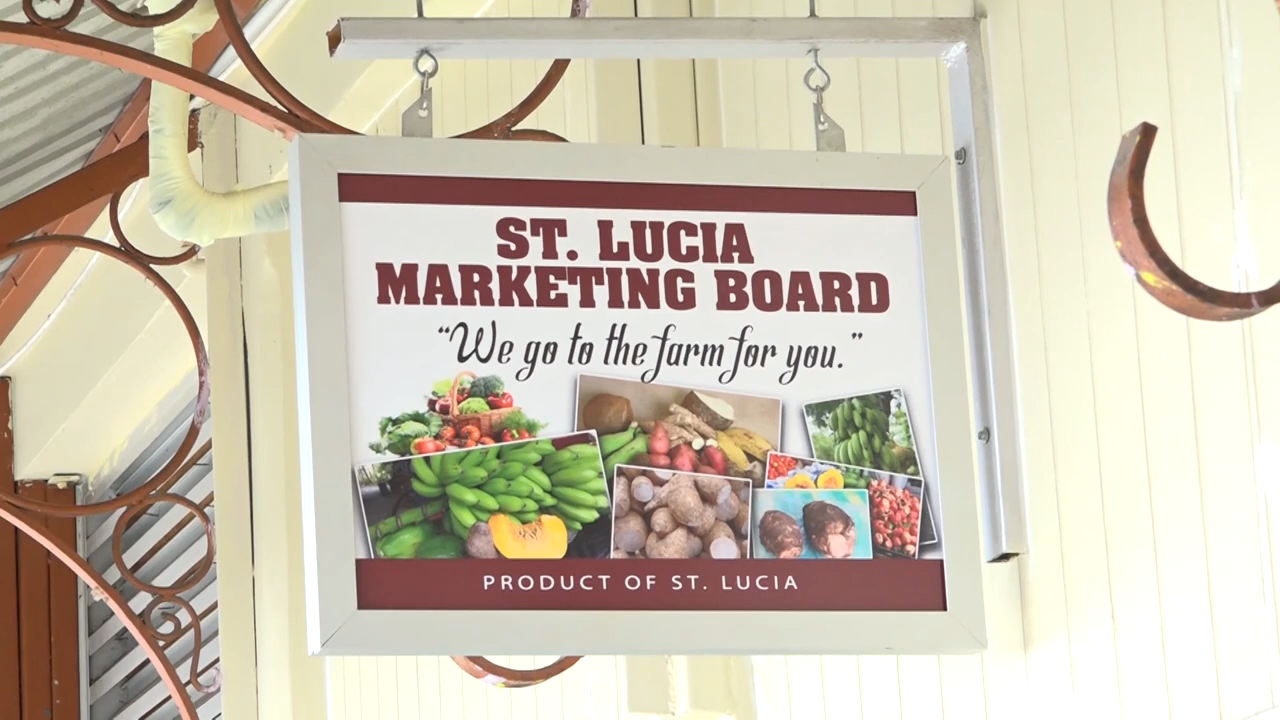 ST. LUCIA
MARKETING BOARD
“We go to the farm for you.”
PRODUCT OF ST. LUCIA